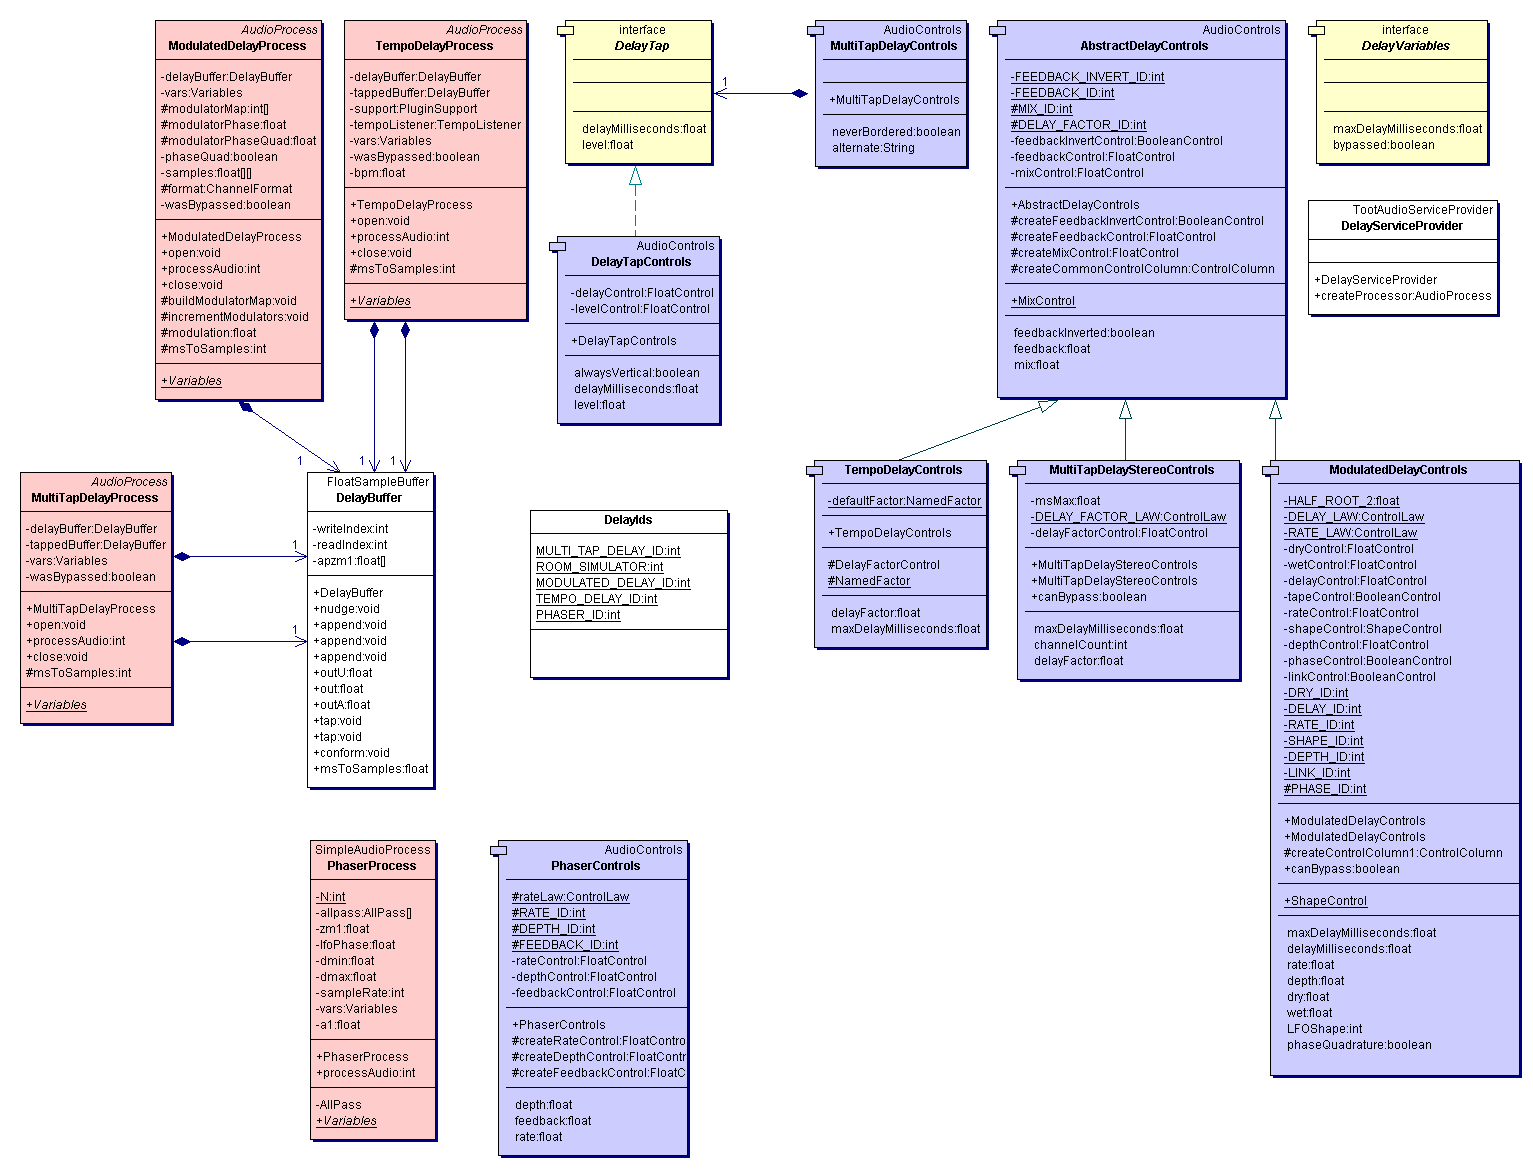 AudioProcess
ModulatedDelayProcess
-delayBuffer:DelayBuffer
-vars:Variables
#modulatorMap:int[]
#modulatorPhase:float
#modulatorPhaseQuad:float
-phaseQuad:boolean
-samples:float[][]
#format:ChannelFormat
-wasBypassed:boolean
+ModulatedDelayProcess
+open:void
+processAudio:int
+close:void
#buildModulatorMap:void
#incrementModulators:void
#modulation:float
#msToSamples:int
+Variables
AudioProcess
TempoDelayProcess
-delayBuffer:DelayBuffer
-tappedBuffer:DelayBuffer
-support:PluginSupport
-tempoListener:TempoListener
-vars:Variables
-wasBypassed:boolean
-bpm:float
+TempoDelayProcess
+open:void
+processAudio:int
+close:void
#msToSamples:int
+Variables
interface
DelayTap
delayMilliseconds:float
level:float
1
AudioControls
MultiTapDelayControls
+MultiTapDelayControls
neverBordered:boolean
alternate:String
AudioControls
AbstractDelayControls
-FEEDBACK_INVERT_ID:int
-FEEDBACK_ID:int
#MIX_ID:int
#DELAY_FACTOR_ID:int
-feedbackInvertControl:BooleanControl
-feedbackControl:FloatControl
-mixControl:FloatControl
+AbstractDelayControls
#createFeedbackInvertControl:BooleanControl
#createFeedbackControl:FloatControl
#createMixControl:FloatControl
#createCommonControlColumn:ControlColumn
+MixControl
feedbackInverted:boolean
feedback:float
mix:float
interface
DelayVariables
maxDelayMilliseconds:float
bypassed:boolean
TootAudioServiceProvider
DelayServiceProvider
+DelayServiceProvider
+createProcessor:AudioProcess
AudioControls
DelayTapControls
-delayControl:FloatControl
-levelControl:FloatControl
+DelayTapControls
alwaysVertical:boolean
delayMilliseconds:float
level:float
1
1
1
AudioProcess
MultiTapDelayProcess
-delayBuffer:DelayBuffer
-tappedBuffer:DelayBuffer
-vars:Variables
-wasBypassed:boolean
+MultiTapDelayProcess
+open:void
+processAudio:int
+close:void
#msToSamples:int
+Variables
1
1
FloatSampleBuffer
DelayBuffer
-writeIndex:int
-readIndex:int
-apzm1:float[]
+DelayBuffer
+nudge:void
+append:void
+append:void
+append:void
+outU:float
+out:float
+outA:float
+tap:void
+tap:void
+conform:void
+msToSamples:float
DelayIds
MULTI_TAP_DELAY_ID:int
ROOM_SIMULATOR:int
MODULATED_DELAY_ID:int
TEMPO_DELAY_ID:int
PHASER_ID:int
TempoDelayControls
-defaultFactor:NamedFactor
+TempoDelayControls
#DelayFactorControl
#NamedFactor
delayFactor:float
maxDelayMilliseconds:float
MultiTapDelayStereoControls
-msMax:float
-DELAY_FACTOR_LAW:ControlLaw
-delayFactorControl:FloatControl
+MultiTapDelayStereoControls
+MultiTapDelayStereoControls
+canBypass:boolean
maxDelayMilliseconds:float
channelCount:int
delayFactor:float
ModulatedDelayControls
-HALF_ROOT_2:float
-DELAY_LAW:ControlLaw
-RATE_LAW:ControlLaw
-dryControl:FloatControl
-wetControl:FloatControl
-delayControl:FloatControl
-tapeControl:BooleanControl
-rateControl:FloatControl
-shapeControl:ShapeControl
-depthControl:FloatControl
-phaseControl:BooleanControl
-linkControl:BooleanControl
-DRY_ID:int
-DELAY_ID:int
-RATE_ID:int
-SHAPE_ID:int
-DEPTH_ID:int
-LINK_ID:int
#PHASE_ID:int
+ModulatedDelayControls
+ModulatedDelayControls
#createControlColumn1:ControlColumn
+canBypass:boolean
+ShapeControl
maxDelayMilliseconds:float
delayMilliseconds:float
rate:float
depth:float
dry:float
wet:float
LFOShape:int
phaseQuadrature:boolean
SimpleAudioProcess
PhaserProcess
-N:int
-allpass:AllPass[]
-zm1:float
-lfoPhase:float
-dmin:float
-dmax:float
-sampleRate:int
-vars:Variables
-a1:float
+PhaserProcess
+processAudio:int
-AllPass
+Variables
AudioControls
PhaserControls
#rateLaw:ControlLaw
#RATE_ID:int
#DEPTH_ID:int
#FEEDBACK_ID:int
-rateControl:FloatControl
-depthControl:FloatControl
-feedbackControl:FloatControl
+PhaserControls
#createRateControl:FloatContro
#createDepthControl:FloatContr
#createFeedbackControl:FloatC
depth:float
feedback:float
rate:float